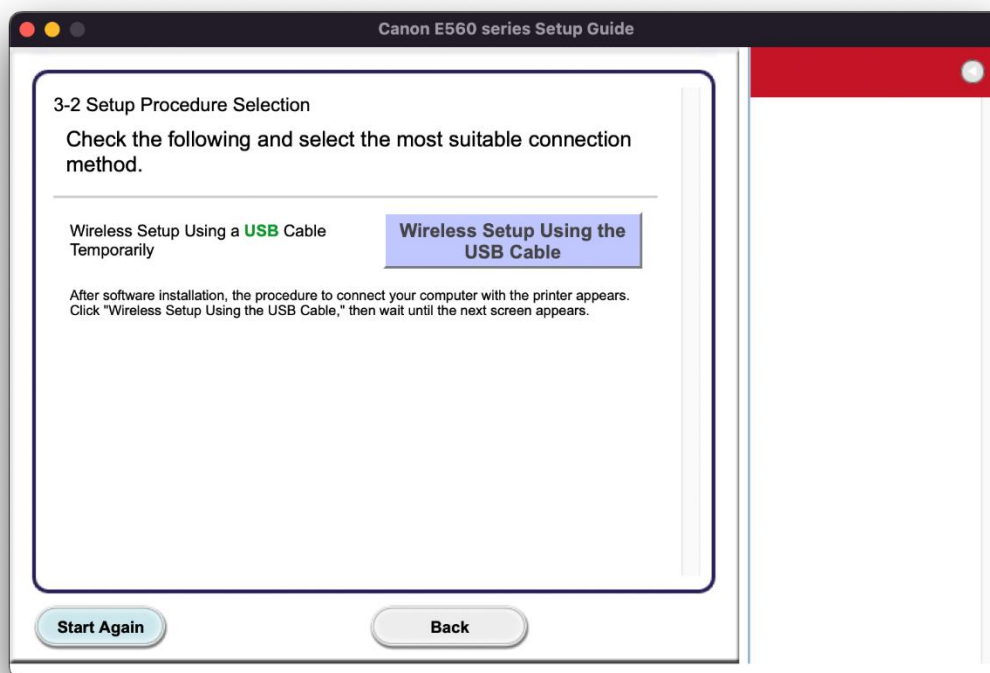 Canon E560 series Setup Guide
3-2 Setup Procedure Selection
Check the following and select the most suitable connection
method.
Wireless Setup Using a USB Cable
Temporarily
Wireless Setup Using the
USB Cable
After software installation, the procedure to connect your computer with the printer appears.
Click "Wireless Setup Using the USB Cable," then wait until the next screen appears.
Start Again
Back